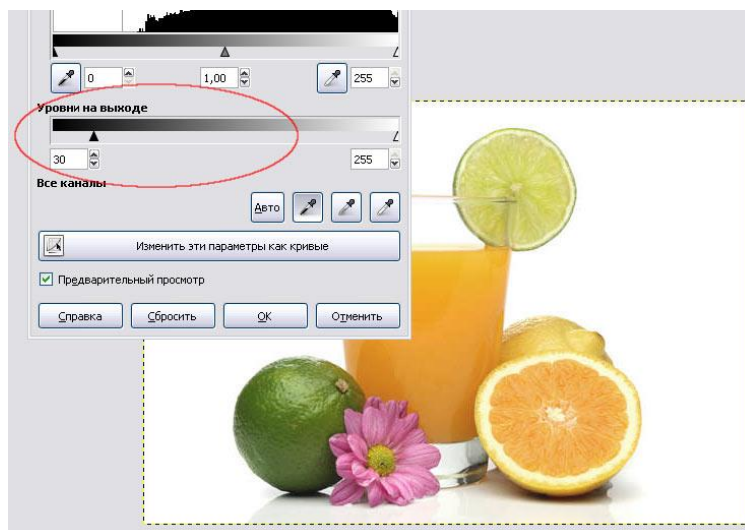 0 1,00 255
Уровни на выходе
30 255
Все каналы
Авто
Изменить эти параметры как кривые
Предварительный просмотр
Справка Сбросить OK Отменить